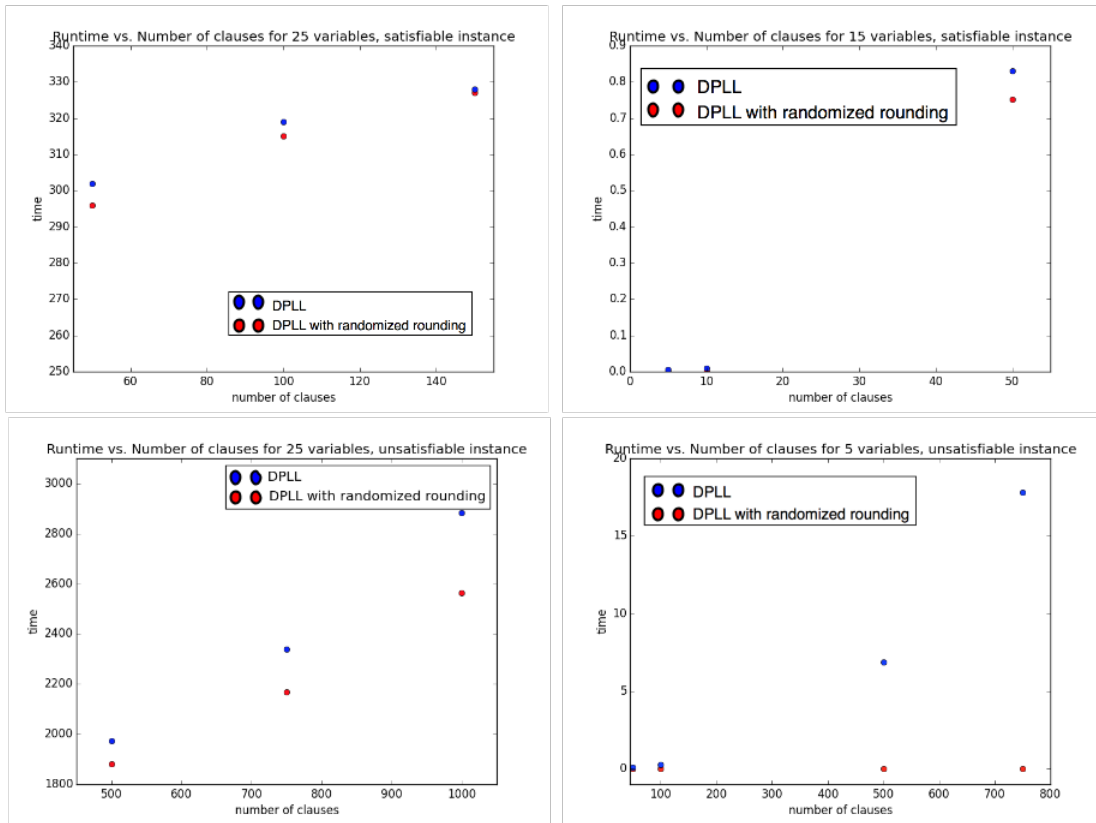 Runtime vs. Number of clauses for 25 variables, satisfiable instance
340
330
320
310
300
290
280
270
260
250
time
DPLL
DPLL with randomized rounding
60
80
100
120
140
number of clauses
Runtime vs. Number of clauses for 15 variables, satisfiable instance
0.9
0.8
0.7
0.6
0.5
0.4
0.3
0.2
0.1
0.0
time
DPLL
DPLL with randomized rounding
0
10
20
30
40
50
number of clauses
Runtime vs. Number of clauses for 25 variables, unsatisfiable instance
3000
2800
2600
2400
2200
2000
1800
time
DPLL
DPLL with randomized rounding
500
600
700
800
900
1000
number of clauses
Runtime vs. Number of clauses for 5 variables, unsatisfiable instance
20
15
10
5
0
time
DPLL
DPLL with randomized rounding
100
200
300
400
500
600
700
800
number of clauses